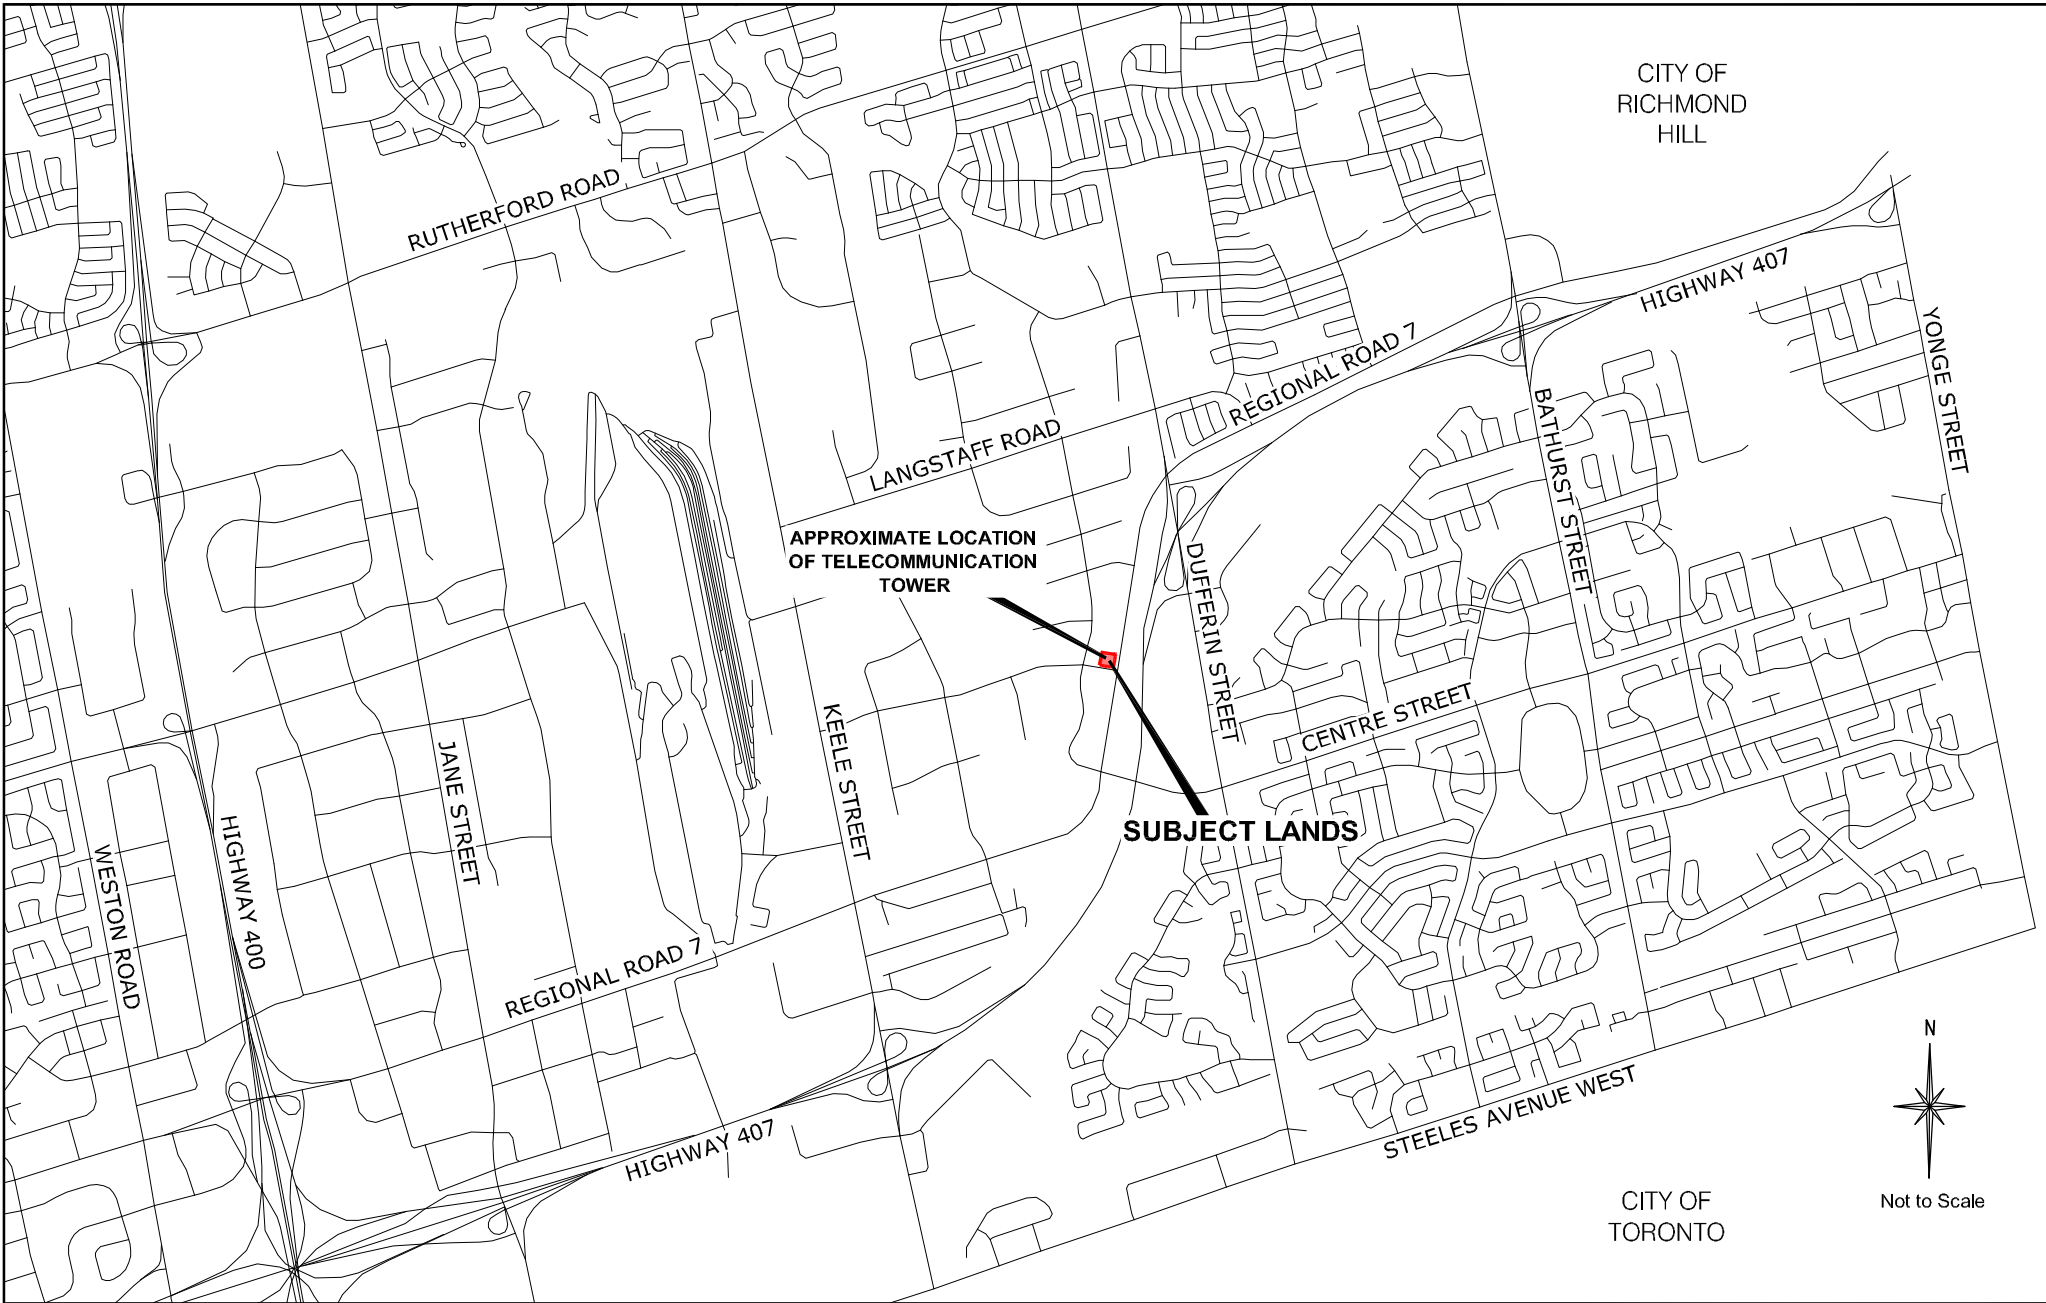 CITY OF
RICHMOND
HILL
RUTHERFORD ROAD
HIGHWAY 407
YONGE STREET
REGIONAL ROAD 7
BATHURST STREET
LANGSTAFF ROAD
APPROXIMATE LOCATION
OF TELECOMMUNICATION
TOWER
DUFFERIN STREET
CENTRE STREET
KEELE STREET
JANE STREET
SUBJECT LANDS
HIGHWAY 400
WESTON ROAD
REGIONAL ROAD 7
N
STEELES AVENUE WEST
HIGHWAY 407
CITY OF
TORONTO
Not to Scale